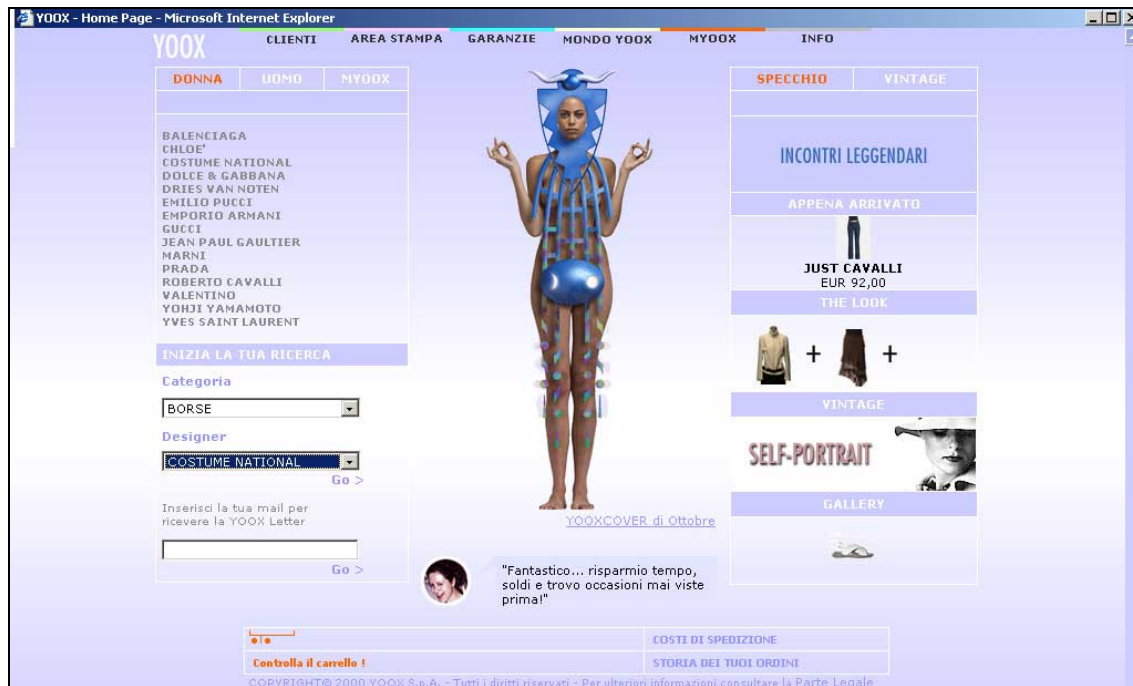 YOOX - Home Page - Microsoft Internet Explorer
YOOX
CLIENTI AREA STAMPA GARANZIE MONDO YOOX MYOOX INFO
DONNA UOMO MYOOX
BALENCIAGA
CHLOE'
COSTUME NATIONAL
DOLCE & GABBANA
DRIES VAN NOTEN
EMILIO PUCCI
EMPORIO ARMANI
GUCCI
JEAN PAUL GAULTIER
MARNI
PRADA
ROBERTO CAVALLI
VALENTINO
YOHJI YAMAMOTO
YVES SAINT LAURENT
INIZIA LA TUA RICERCA
Categoria
BORSE
Designer
COSTUME NATIONAL
Go >
Inserisci la tua mail per
ricevere la YOOX Letter
Go >
YOOXCOVER di Ottobre
"Fantastico... risparmio tempo,
soldi e trovo occasioni mai viste
prima!"
SPECCHIO VINTAGE
INCONTRI LEGGENDARI
APPENA ARRIVATO
JUST CAVALLI
EUR 92,00
THE LOOK
+ +
VINTAGE
SELF-PORTRAIT
GALLERY
COSTI DI SPEDIZIONE
Controlla il carrello !
STORIA DEI TUOI ORDINI
COPYRIGHT© 2000 YOOX S.p.A. - Tutti i diritti riservati - Per ulteriori informazioni consultare la Parte Legale